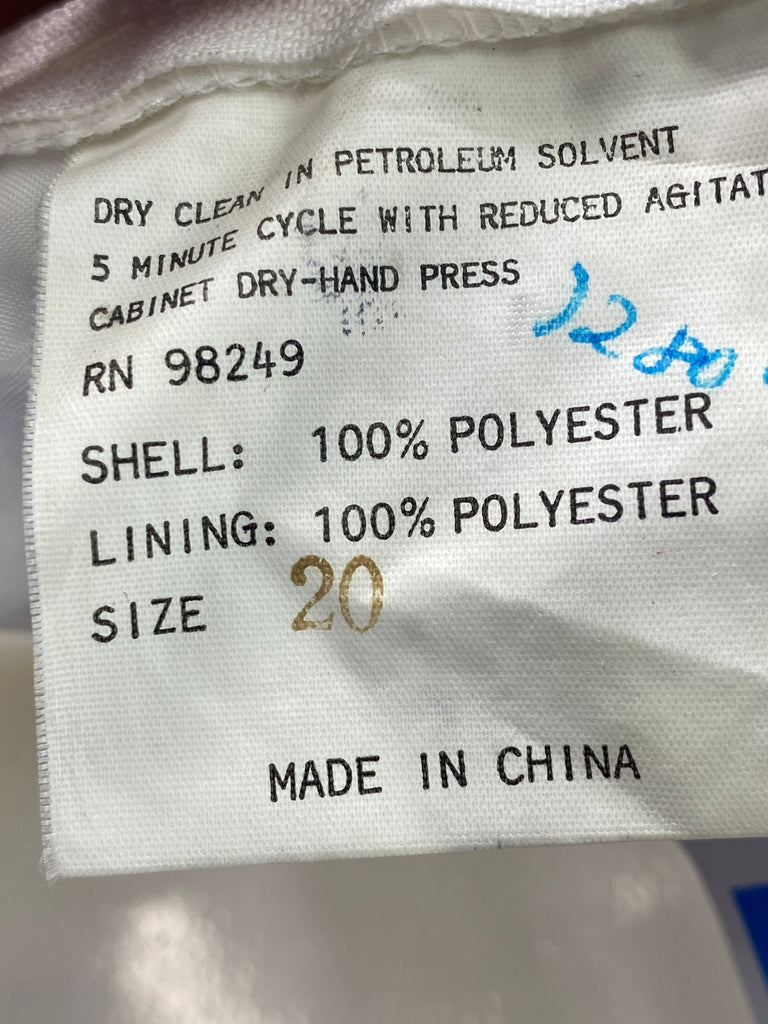 DRY CLEAN IN PETROLEUM SOLVENT
5 MINUTE CYCLE WITH REDUCED AGITAT
CABINET DRY-HAND PRESS
1280
RN 98249
SHELL: 100% POLYESTER
LINING: 100% POLYESTER
SIZE 20
MADE IN CHINA